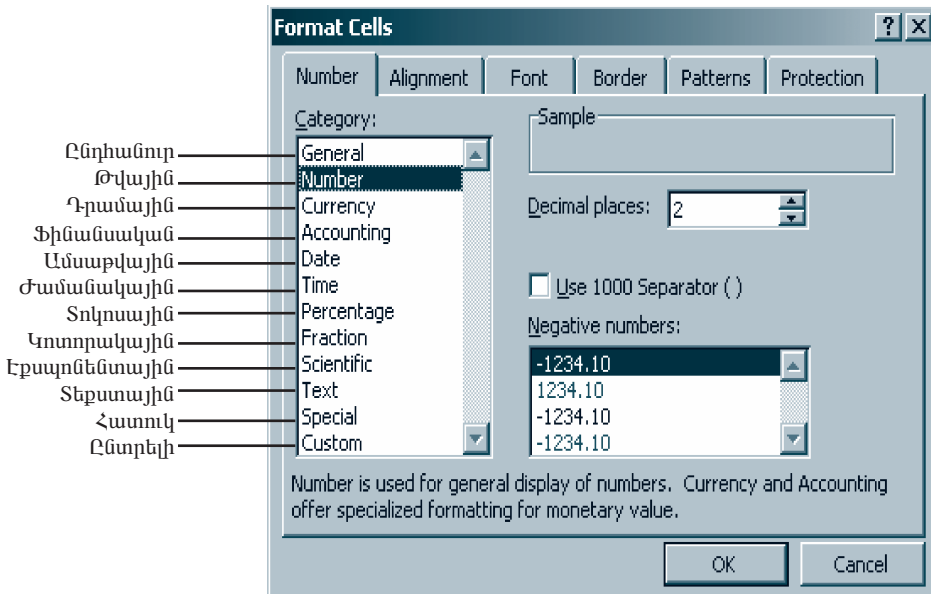 Format Cells
Number Alignment Font Border Patterns Protection
Category:
Sample
Ընդհանուր General
Թվային Number
Դրամային Currency
Decimal places: 2
Ֆինանսական Accounting
Ամսաթվային Date
Ժամանակային Time
Use 1000 Separator ( )
Տոկոսային Percentage
Negative numbers:
Կոտորակային Fraction
Էքսպոնենտային Scientific
-1234.10
Տեքստային Text
1234.10
Հատուկ Special
-1234.10
Ընտրելի Custom
-1234.10
Number is used for general display of numbers. Currency and Accounting
offer specialized formatting for monetary value.
OK Cancel